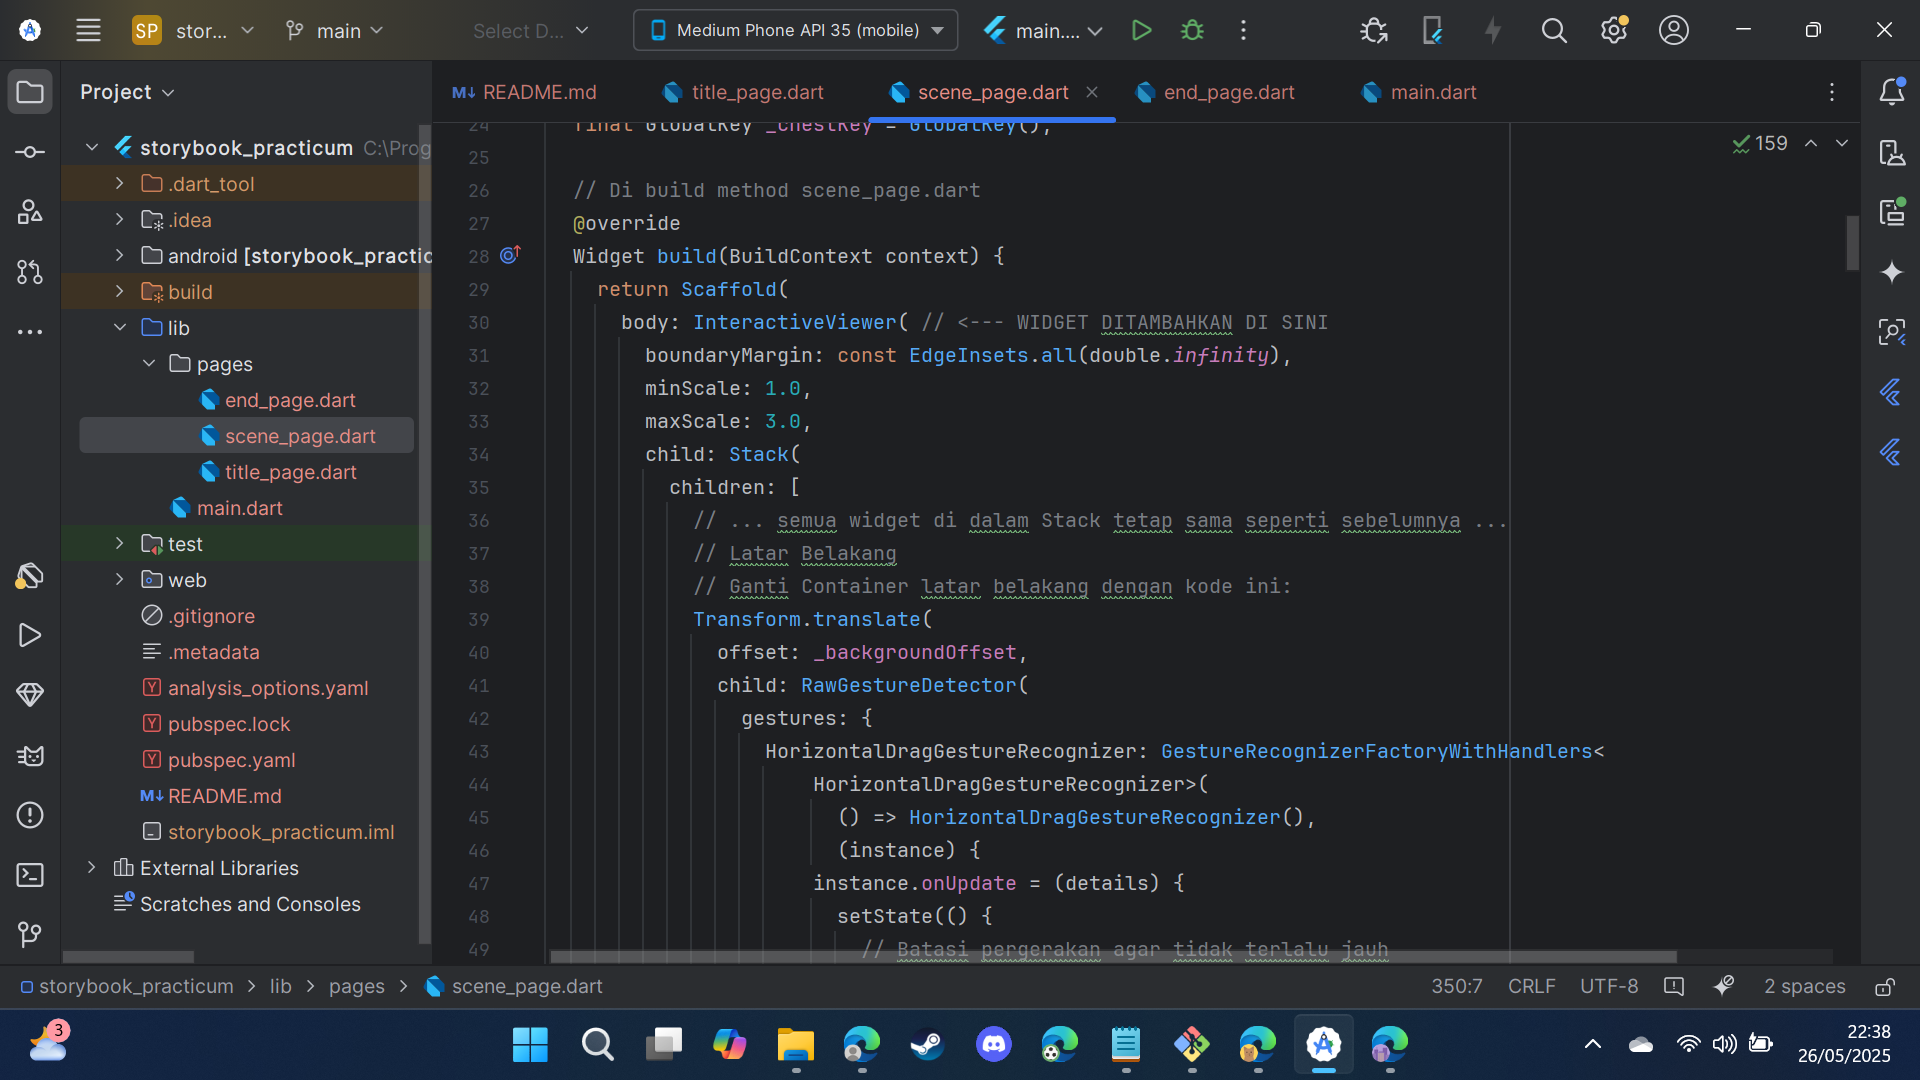 SP
stor...
main
Select D...
Medium Phone API 35 (mobile)
main....
Project
M↓ README.md
title_page.dart
scene_page.dart
end_page.dart
main.dart
storybook_practicum C:\Prog
.dart_tool
.idea
android [storybook_practic
build
lib
pages
end_page.dart
scene_page.dart
title_page.dart
main.dart
test
web
.gitignore
.metadata
Y analysis_options.yaml
Y pubspec.lock
Y pubspec.yaml
M↓ README.md
storybook_practicum.iml
External Libraries
Scratches and Consoles
159
24 final GlobalKey _chestKey = GlobalKey();
25
26 // Di build method scene_page.dart
27 @override
28 Widget build(BuildContext context) {
29 return Scaffold(
30 body: InteractiveViewer( // <--- WIDGET DITAMBAHKAN DI SINI
31 boundaryMargin: const EdgeInsets.all(double.infinity),
32 minScale: 1.0,
33 maxScale: 3.0,
34 child: Stack(
35 children: [
36 // ... semua widget di dalam Stack tetap sama seperti sebelumnya ...
37 // Latar Belakang
38 // Ganti Container latar belakang dengan kode ini:
39 Transform.translate(
40 offset: _backgroundOffset,
41 child: RawGestureDetector(
42 gestures: {
43 HorizontalDragGestureRecognizer: GestureRecognizerFactoryWithHandlers<
44 HorizontalDragGestureRecognizer>(
45 () => HorizontalDragGestureRecognizer(),
46 (instance) {
47 instance.onUpdate = (details) {
48 setState(() {
49 // Batasi pergerakan agar tidak terlalu jauh
storybook_practicum > lib > pages > scene_page.dart
350:7
CRLF
UTF-8
2 spaces
3
22:38
26/05/2025